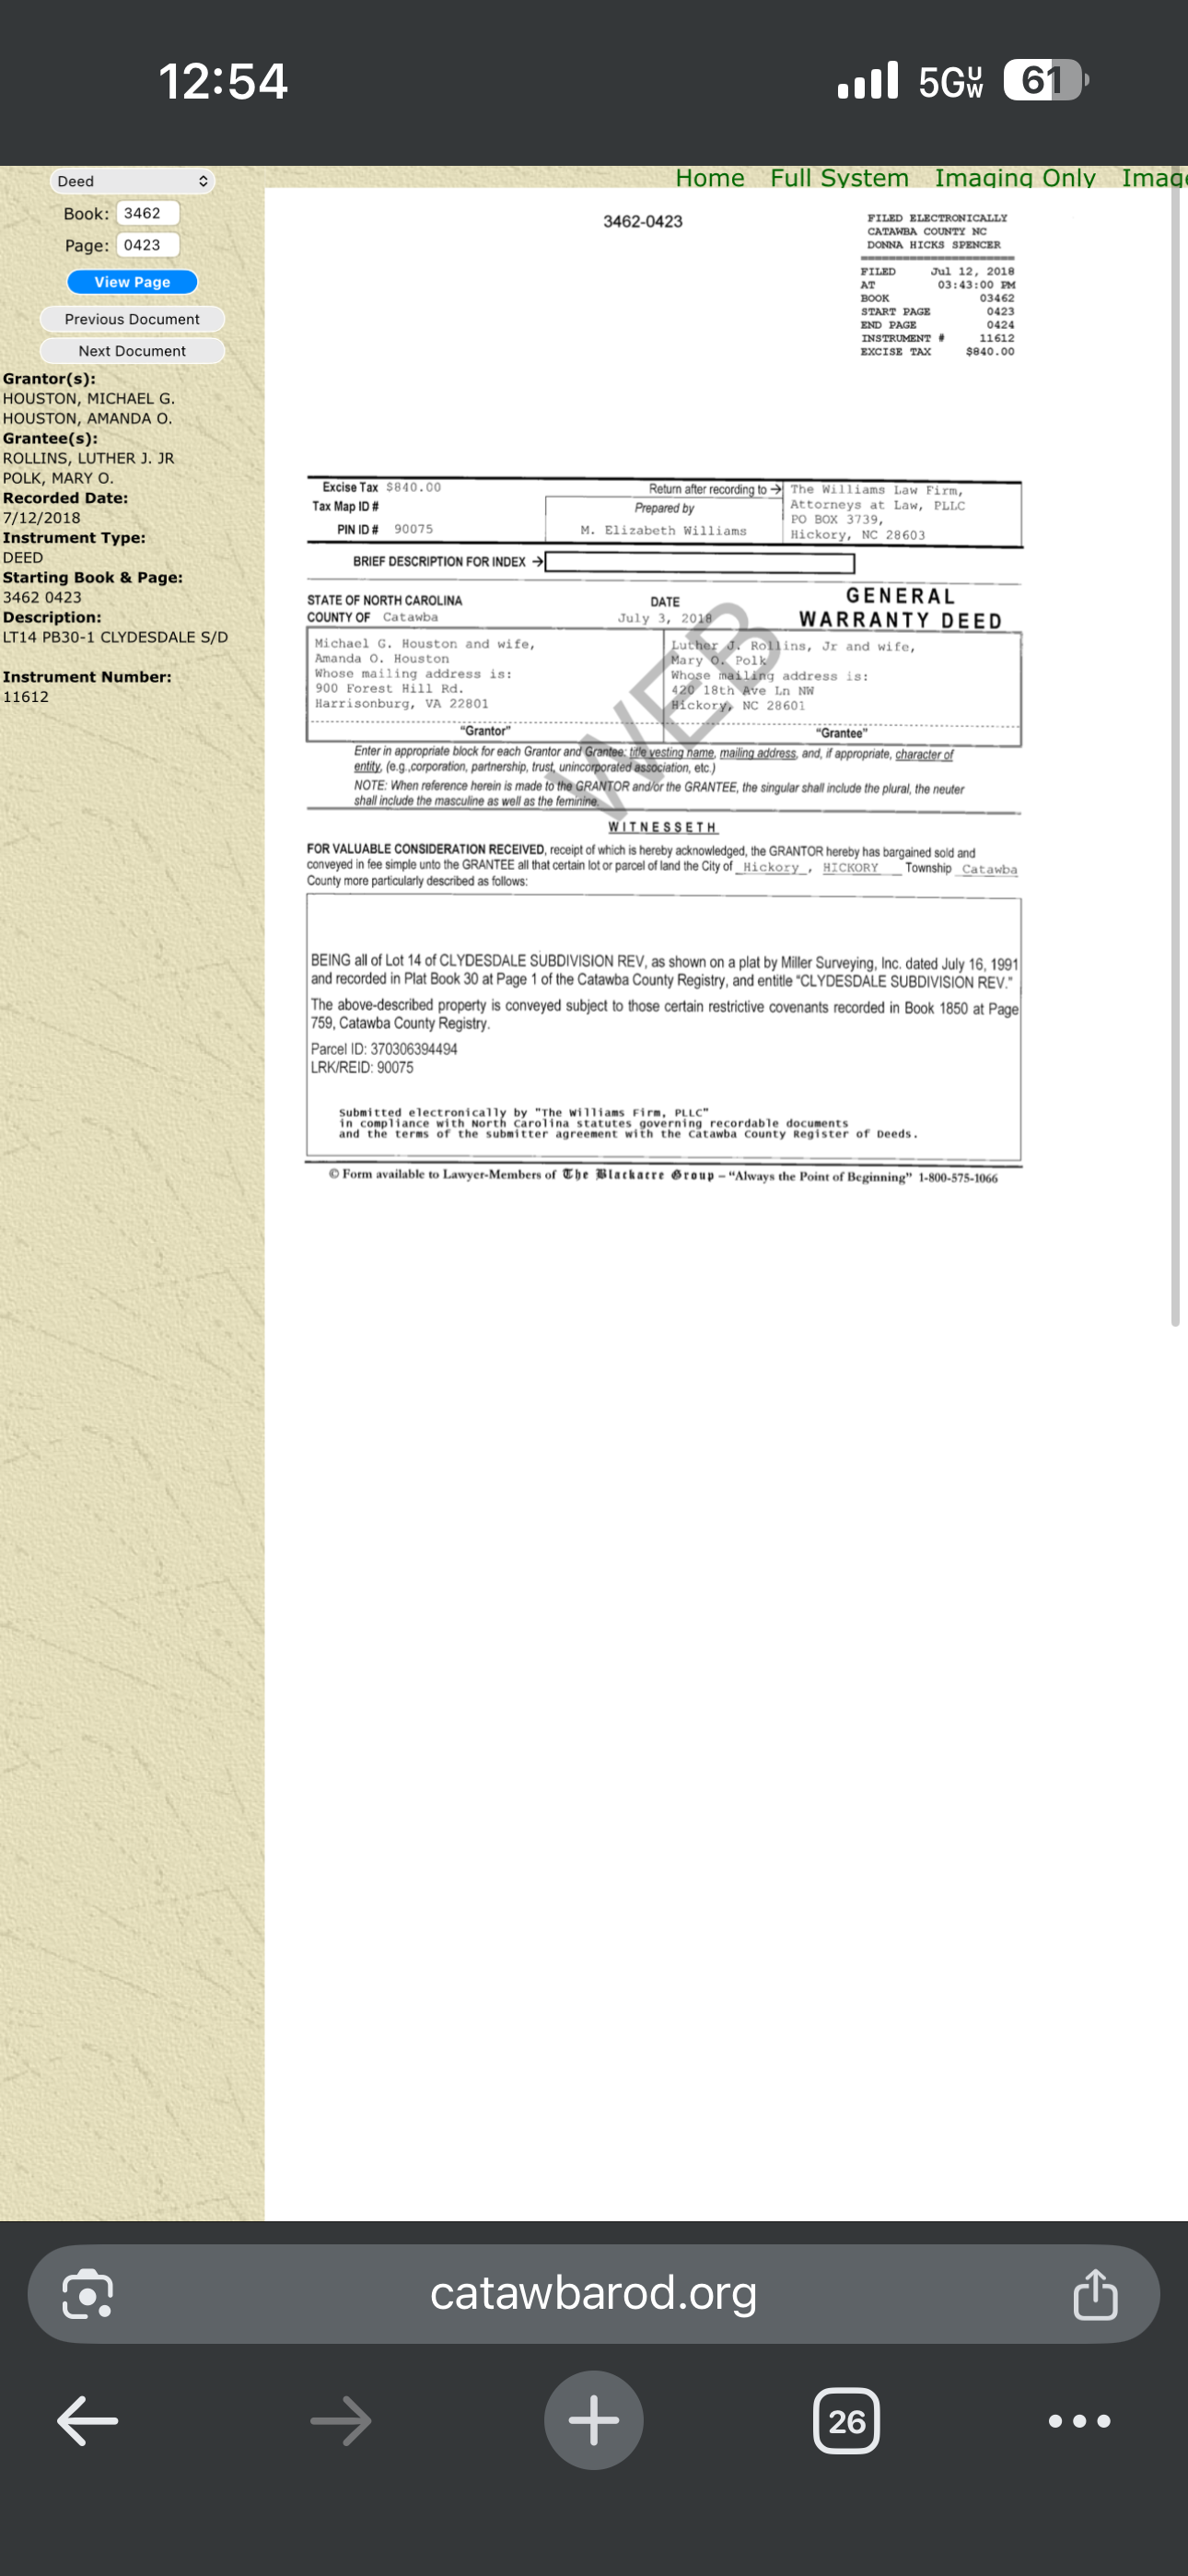 12:54
5G UW
61
Home Full System Imaging Only Imag
Deed
Book: 3462
Page: 0423
View Page
Previous Document
Next Document
Grantor(s):
HOUSTON, MICHAEL G.
HOUSTON, AMANDA O.
Grantee(s):
ROLLINS, LUTHER J. JR
POLK, MARY O.
Recorded Date:
7/12/2018
Instrument Type:
DEED
Starting Book & Page:
3462 0423
Description:
LT14 PB30-1 CLYDESDALE S/D
Instrument Number:
11612
3462-0423
FILED ELECTRONICALLY
CATAWBA COUNTY NC
DONNA HICKS SPENCER
FILED Jul 12, 2018
AT 03:43:00 PM
BOOK 03462
START PAGE 0423
END PAGE 0424
INSTRUMENT # 11612
EXCISE TAX $840.00
Excise Tax $840.00
Tax Map ID #
PIN ID # 90075
Return after recording to →
Prepared by
M. Elizabeth Williams
The Williams Law Firm,
Attorneys at Law, PLLC
PO BOX 3739,
Hickory, NC 28603
BRIEF DESCRIPTION FOR INDEX →
STATE OF NORTH CAROLINA
COUNTY OF Catawba
DATE
July 3, 2018
GENERAL
WARRANTY DEED
Michael G. Houston and wife,
Amanda O. Houston
Whose mailing address is:
900 Forest Hill Rd.
Harrisonburg, VA 22801
"Grantor"
Luther J. Rollins, Jr and wife,
Mary O. Polk
Whose mailing address is:
420 18th Ave Ln NW
Hickory, NC 28601
"Grantee"
WEB
Enter in appropriate block for each Grantor and Grantee: title vesting name, mailing address, and, if appropriate, character of
entity, (e.g.,corporation, partnership, trust, unincorporated association, etc.)
NOTE: When reference herein is made to the GRANTOR and/or the GRANTEE, the singular shall include the plural, the neuter
shall include the masculine as well as the feminine.
WITNESSETH
FOR VALUABLE CONSIDERATION RECEIVED, receipt of which is hereby acknowledged, the GRANTOR hereby has bargained sold and
conveyed in fee simple unto the GRANTEE all that certain lot or parcel of land the City of Hickory , HICKORY Township Catawba
County more particularly described as follows:
BEING all of Lot 14 of CLYDESDALE SUBDIVISION REV, as shown on a plat by Miller Surveying, Inc. dated July 16, 1991
and recorded in Plat Book 30 at Page 1 of the Catawba County Registry, and entitle "CLYDESDALE SUBDIVISION REV."
The above-described property is conveyed subject to those certain restrictive covenants recorded in Book 1850 at Page
759, Catawba County Registry.
Parcel ID: 370306394494
LRK/REID: 90075
Submitted electronically by "The Williams Firm, PLLC"
in compliance with North Carolina statutes governing recordable documents
and the terms of the submitter agreement with the Catawba County Register of Deeds.
© Form available to Lawyer-Members of The Blackacre Group – "Always the Point of Beginning" 1-800-575-1066
catawbarod.org
26